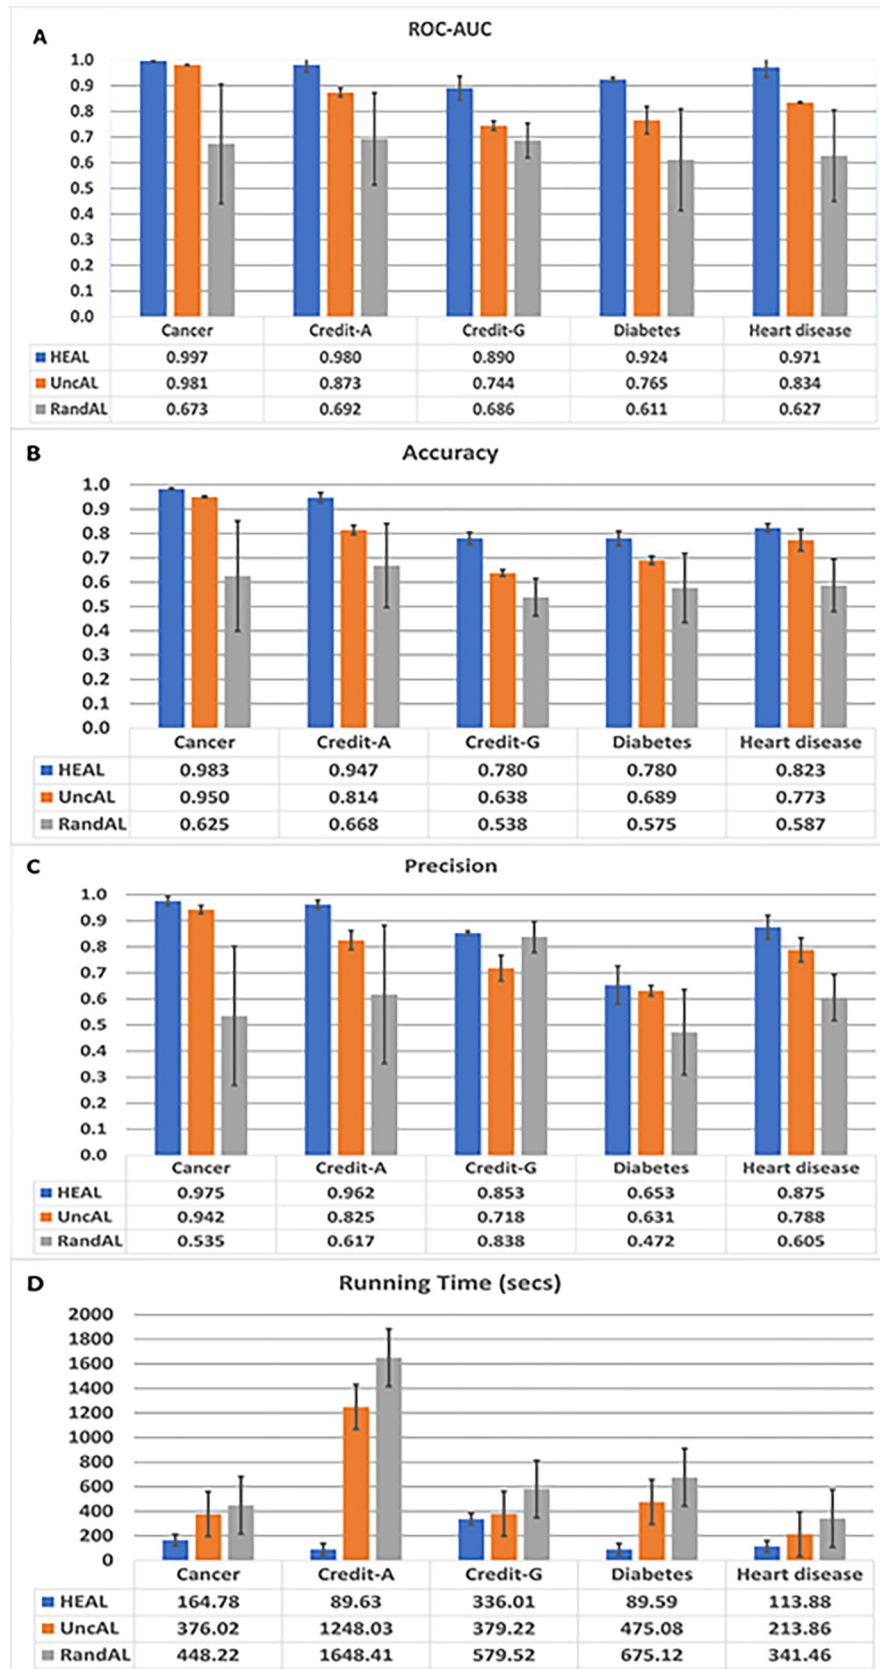 A
ROC-AUC
1.0
0.9
0.8
0.7
0.6
0.5
0.4
0.3
0.2
0.1
0.0
Cancer Credit-A Credit-G Diabetes Heart disease
HEAL 0.997 0.980 0.890 0.924 0.971
UncAL 0.981 0.873 0.744 0.765 0.834
RandAL 0.673 0.692 0.686 0.611 0.627
B
Accuracy
1.0
0.9
0.8
0.7
0.6
0.5
0.4
0.3
0.2
0.1
0.0
Cancer Credit-A Credit-G Diabetes Heart disease
HEAL 0.983 0.947 0.780 0.780 0.823
UncAL 0.950 0.814 0.638 0.689 0.773
RandAL 0.625 0.668 0.538 0.575 0.587
C
Precision
1.0
0.9
0.8
0.7
0.6
0.5
0.4
0.3
0.2
0.1
0.0
Cancer Credit-A Credit-G Diabetes Heart disease
HEAL 0.975 0.962 0.853 0.653 0.875
UncAL 0.942 0.825 0.718 0.631 0.788
RandAL 0.535 0.617 0.838 0.472 0.605
D
Running Time (secs)
2000
1800
1600
1400
1200
1000
800
600
400
200
0
Cancer Credit-A Credit-G Diabetes Heart disease
HEAL 164.78 89.63 336.01 89.59 113.88
UncAL 376.02 1248.03 379.22 475.08 213.86
RandAL 448.22 1648.41 579.52 675.12 341.46